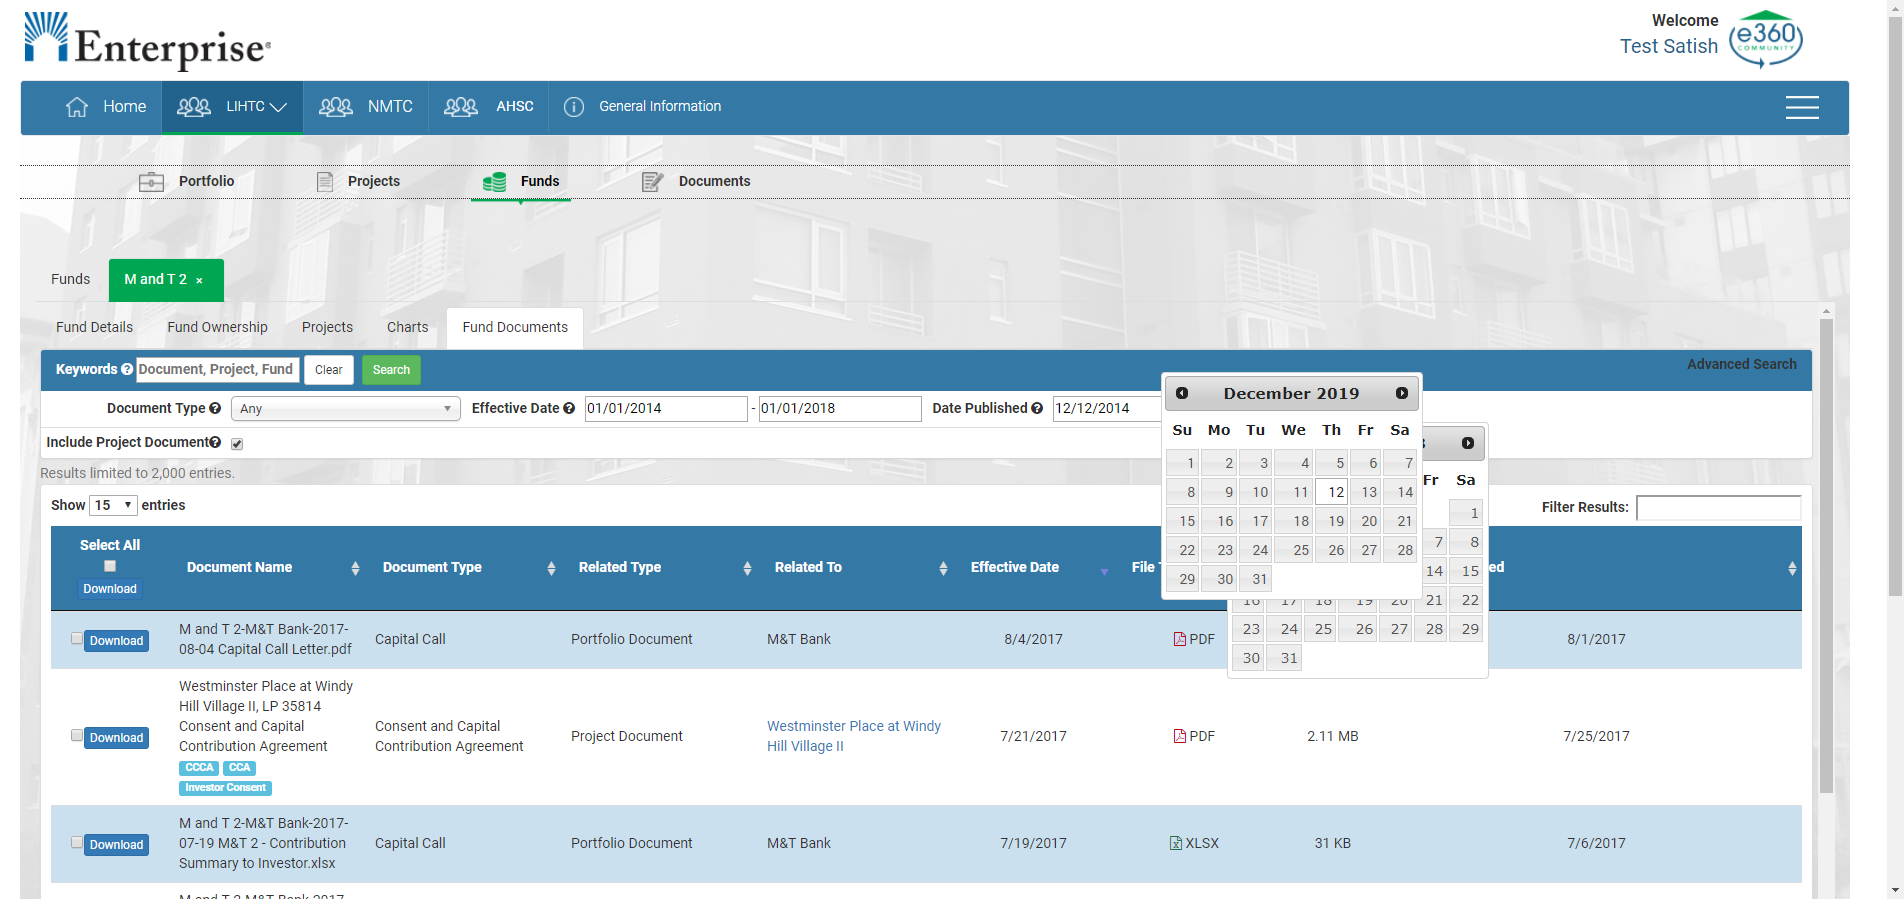 Enterprise®
Welcome
Test Satish
e360
COMMUNITY
Home
LIHTC
NMTC
AHSC
General Information
Portfolio
Projects
Funds
Documents
Funds
M and T 2 ×
Fund Details
Fund Ownership
Projects
Charts
Fund Documents
Keywords
Document, Project, Fund
Clear
Search
Advanced Search
Document Type
Any
Effective Date
01/01/2014
- 01/01/2018
Date Published
12/12/2014
Include Project Document
Results limited to 2,000 entries.
Show 15 entries
Filter Results:
December 2019
Su Mo Tu We Th Fr Sa
1 2 3 4 5 6 7
8 9 10 11 12 13 14
15 16 17 18 19 20 21
22 23 24 25 26 27 28
29 30 31
Fr Sa
1
7 8
14 15
16 17 18 19 20 21 22
23 24 25 26 27 28 29
30 31
Select All
Download
Document Name
Document Type
Related Type
Related To
Effective Date
File
ed
Download
M and T 2-M&T Bank-2017-
08-04 Capital Call Letter.pdf
Capital Call
Portfolio Document
M&T Bank
8/4/2017
PDF
8/1/2017
Download
Westminster Place at Windy
Hill Village II, LP 35814
Consent and Capital
Contribution Agreement
CCCA CCA
Investor Consent
Consent and Capital
Contribution Agreement
Project Document
Westminster Place at Windy
Hill Village II
7/21/2017
PDF
2.11 MB
7/25/2017
Download
M and T 2-M&T Bank-2017-
07-19 M&T 2 - Contribution
Summary to Investor.xlsx
Capital Call
Portfolio Document
M&T Bank
7/19/2017
XLSX
31 KB
7/6/2017
M and T 2-M&T Bank-2017-